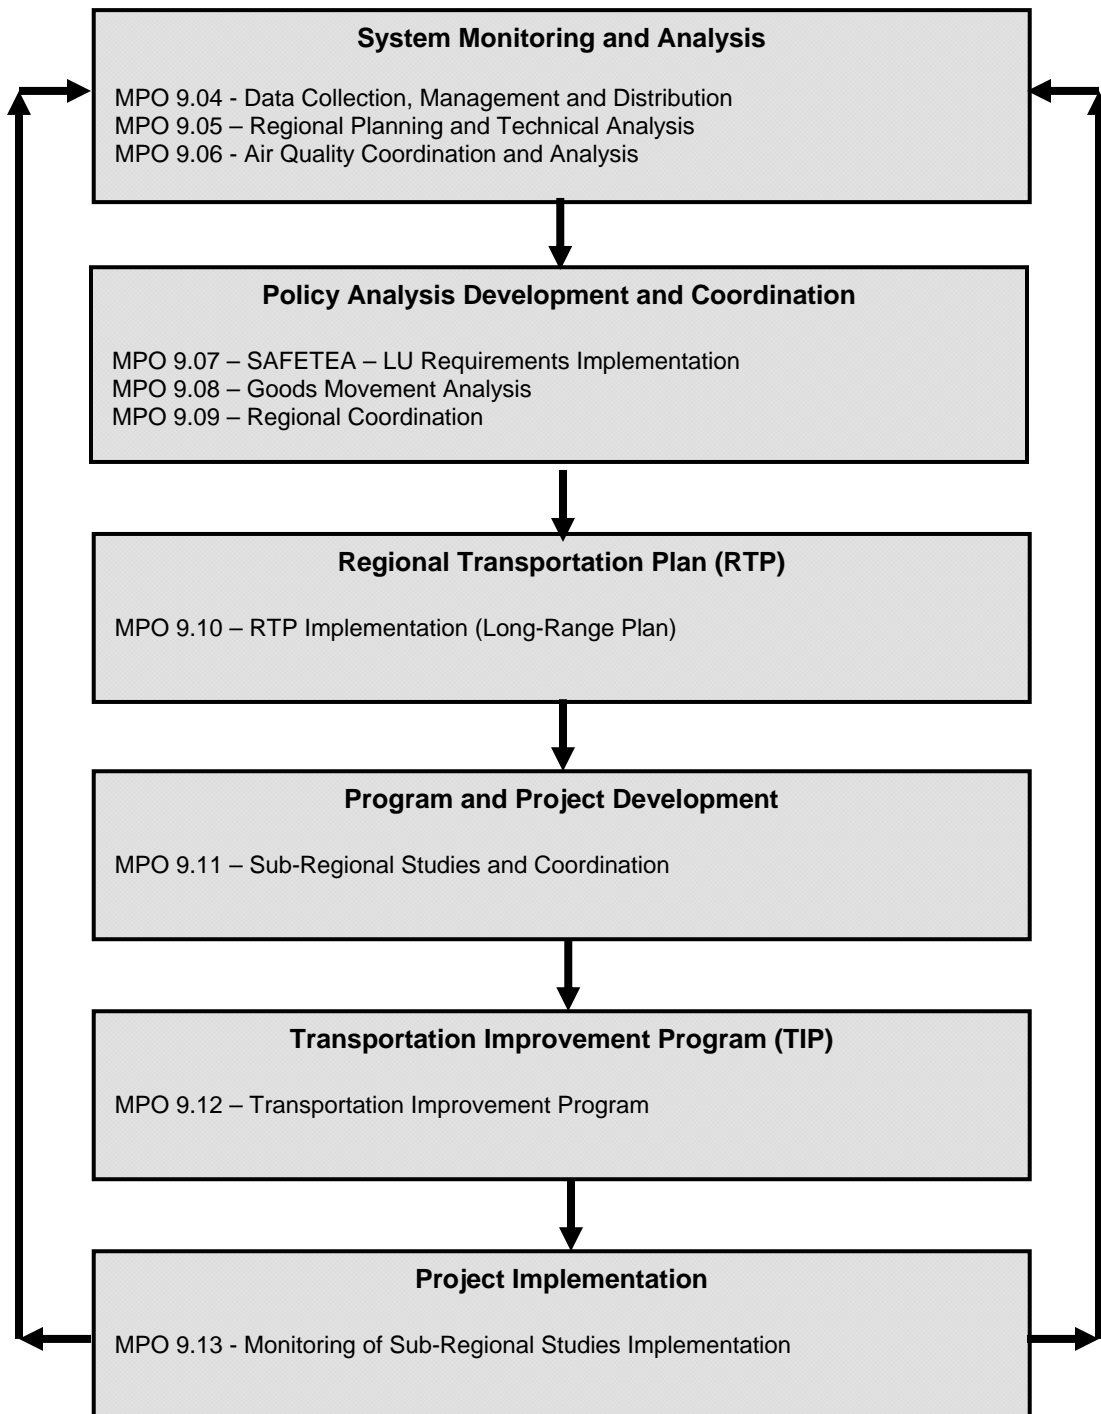 System Monitoring and Analysis
MPO 9.04 - Data Collection, Management and Distribution
MPO 9.05 – Regional Planning and Technical Analysis
MPO 9.06 - Air Quality Coordination and Analysis
Policy Analysis Development and Coordination
MPO 9.07 – SAFETEA – LU Requirements Implementation
MPO 9.08 – Goods Movement Analysis
MPO 9.09 – Regional Coordination
Regional Transportation Plan (RTP)
MPO 9.10 – RTP Implementation (Long-Range Plan)
Program and Project Development
MPO 9.11 – Sub-Regional Studies and Coordination
Transportation Improvement Program (TIP)
MPO 9.12 – Transportation Improvement Program
Project Implementation
MPO 9.13 - Monitoring of Sub-Regional Studies Implementation